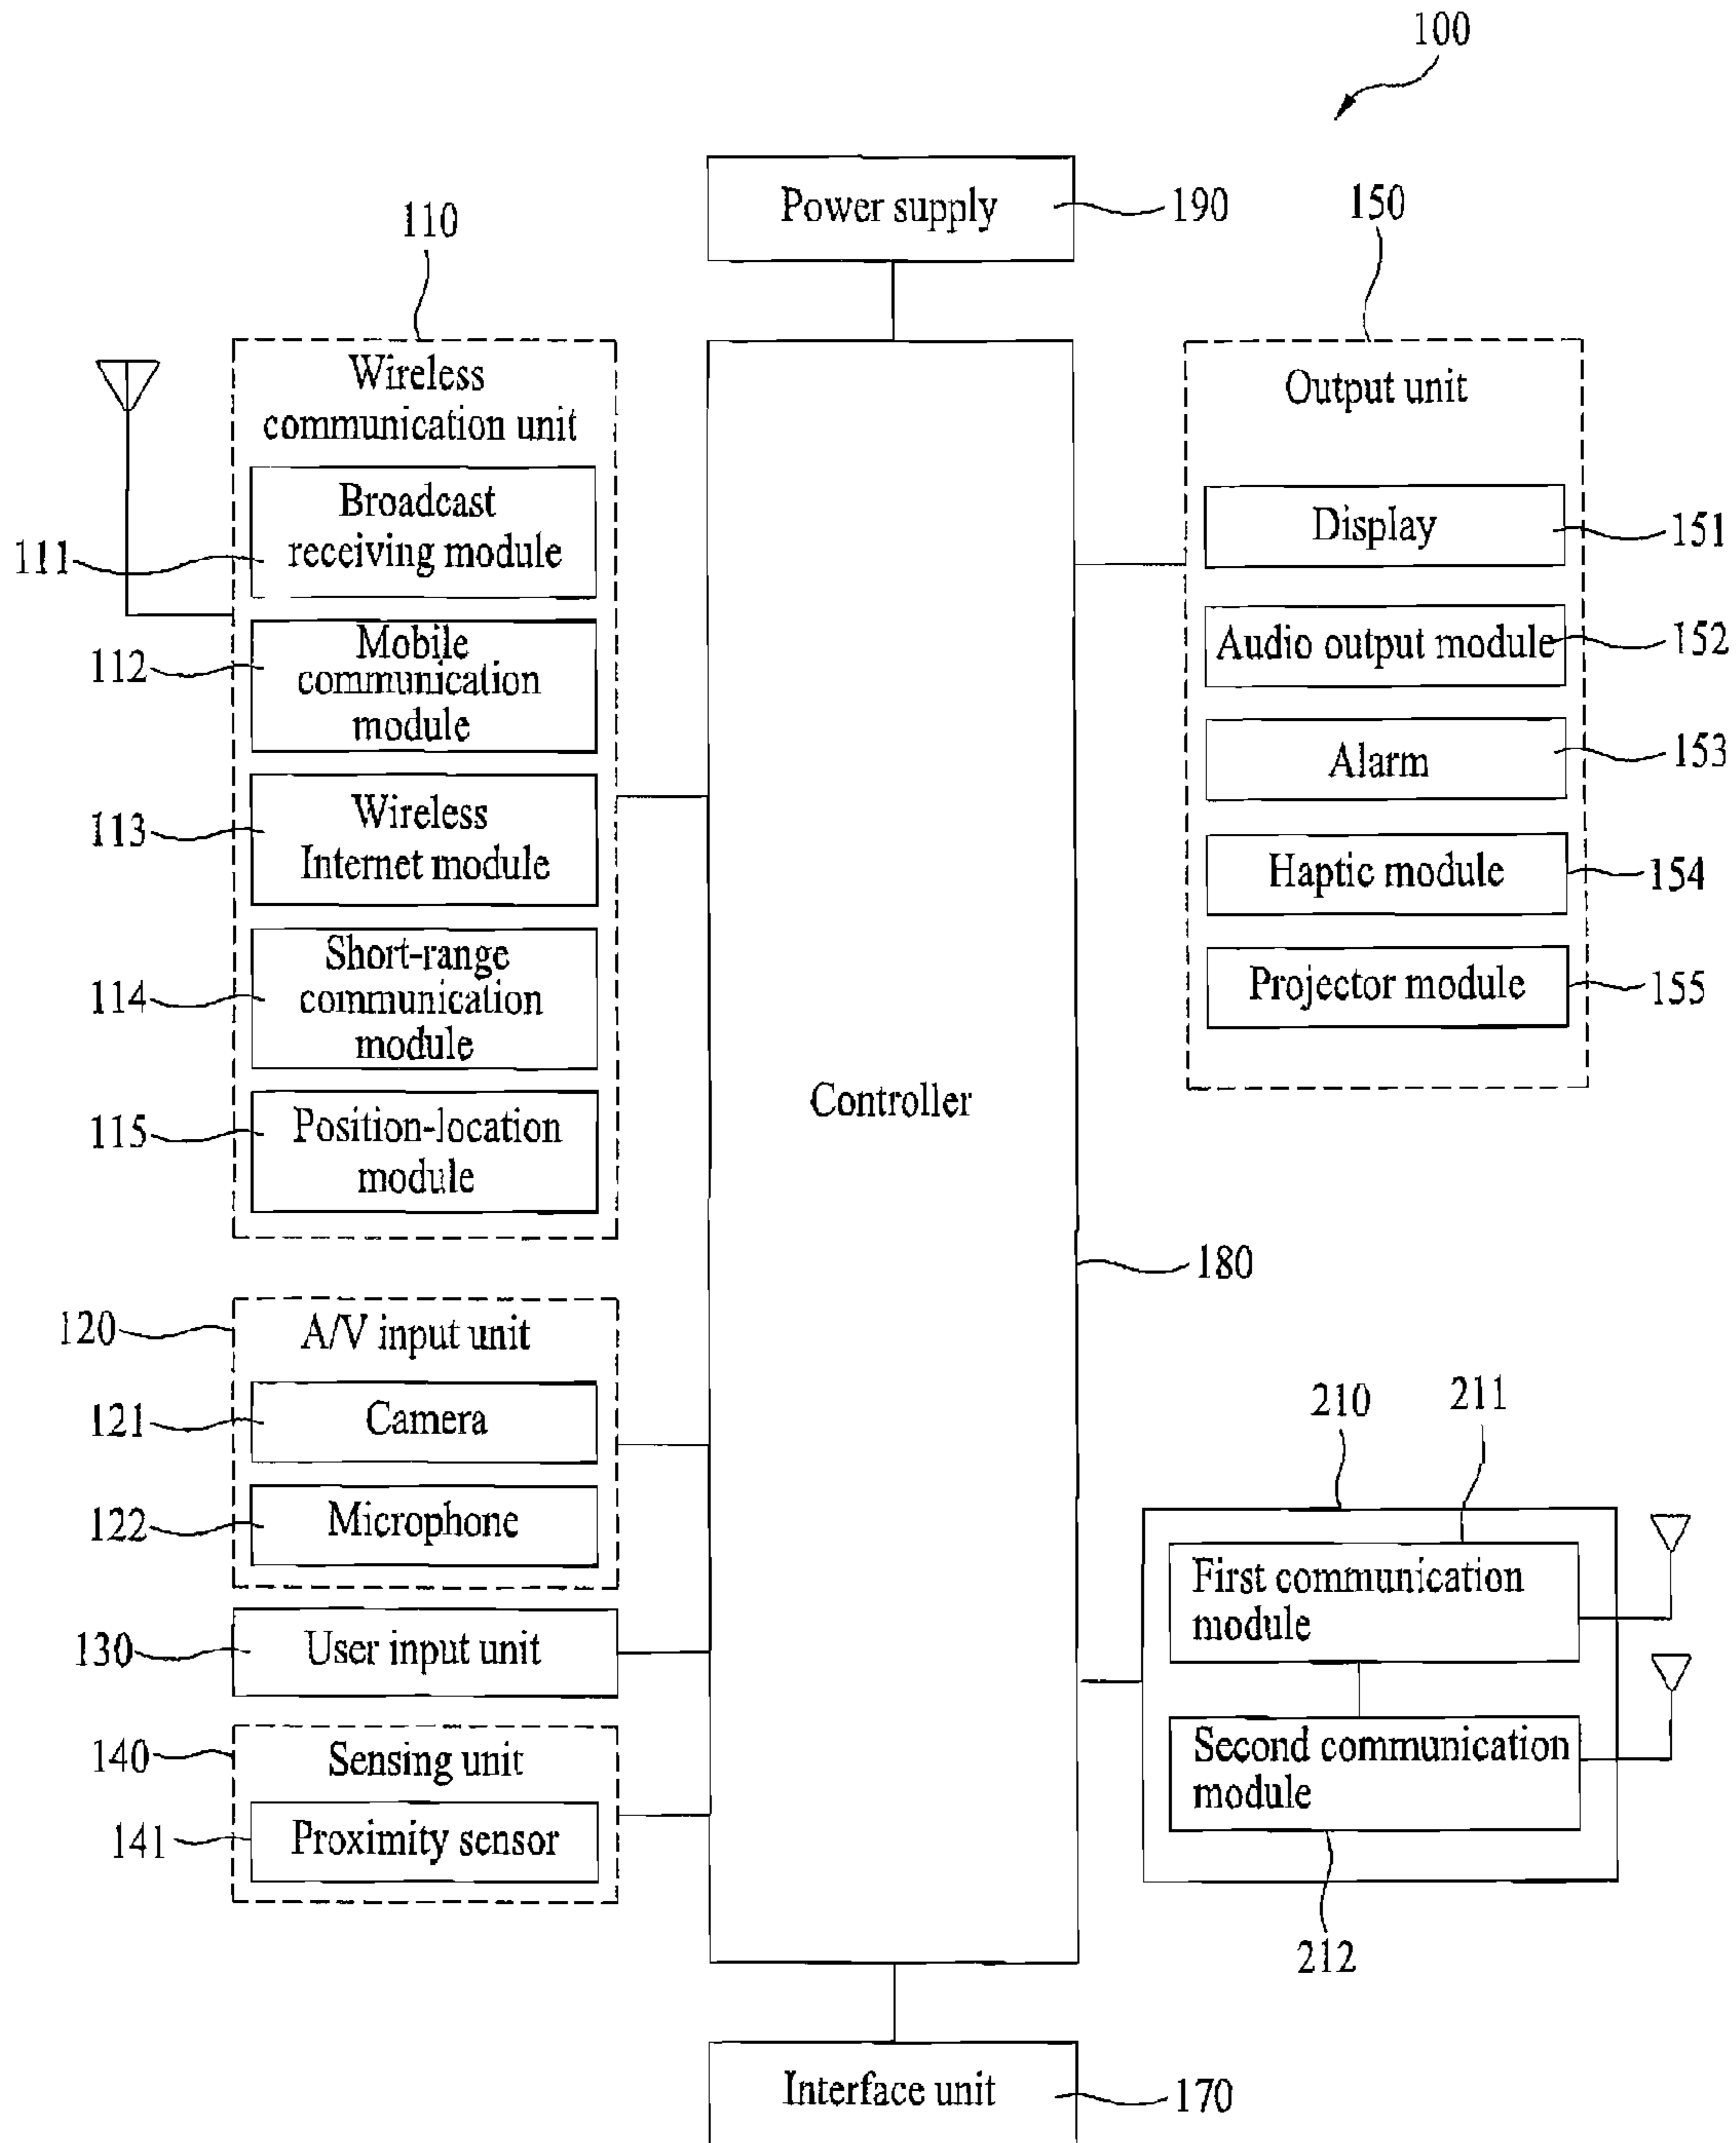 100
Power supply
190
110
150
Wireless
communication unit
Broadcast
receiving module
111
Mobile
communication
module
112
Wireless
Internet module
113
Short-range
communication
module
114
Position-location
module
115
Output unit
Display
151
Audio output module
152
Alarm
153
Haptic module
154
Projector module
155
Controller
180
120
A/V input unit
121
Camera
122
Microphone
130
User input unit
140
Sensing unit
141
Proximity sensor
210
211
First communication
module
Second communication
module
212
Interface unit
170